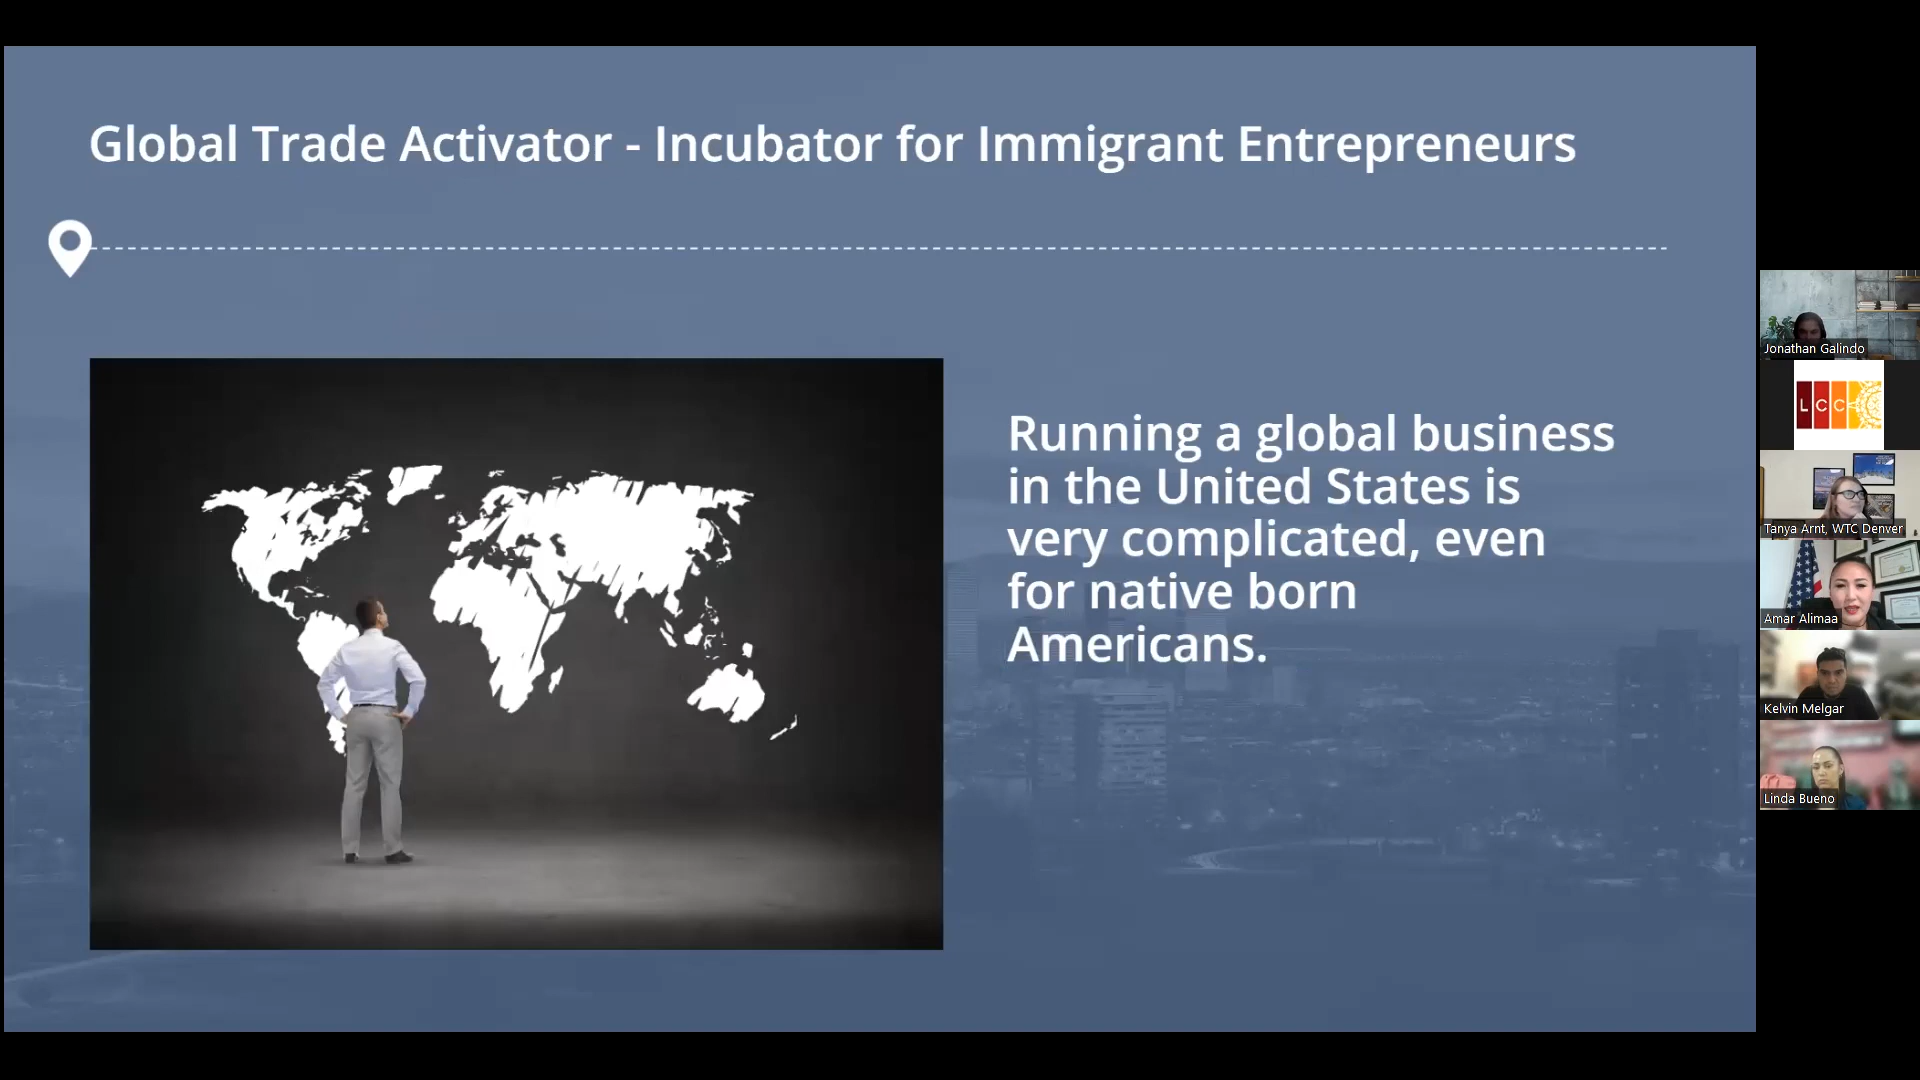 Global Trade Activator - Incubator for Immigrant Entrepreneurs
Running a global business
in the United States is
very complicated, even
for native born
Americans.
Jonathan Galindo
LCCC
Tanya Arnt, WTC Denver
Amar Alimaa
Kelvin Melgar
Linda Bueno